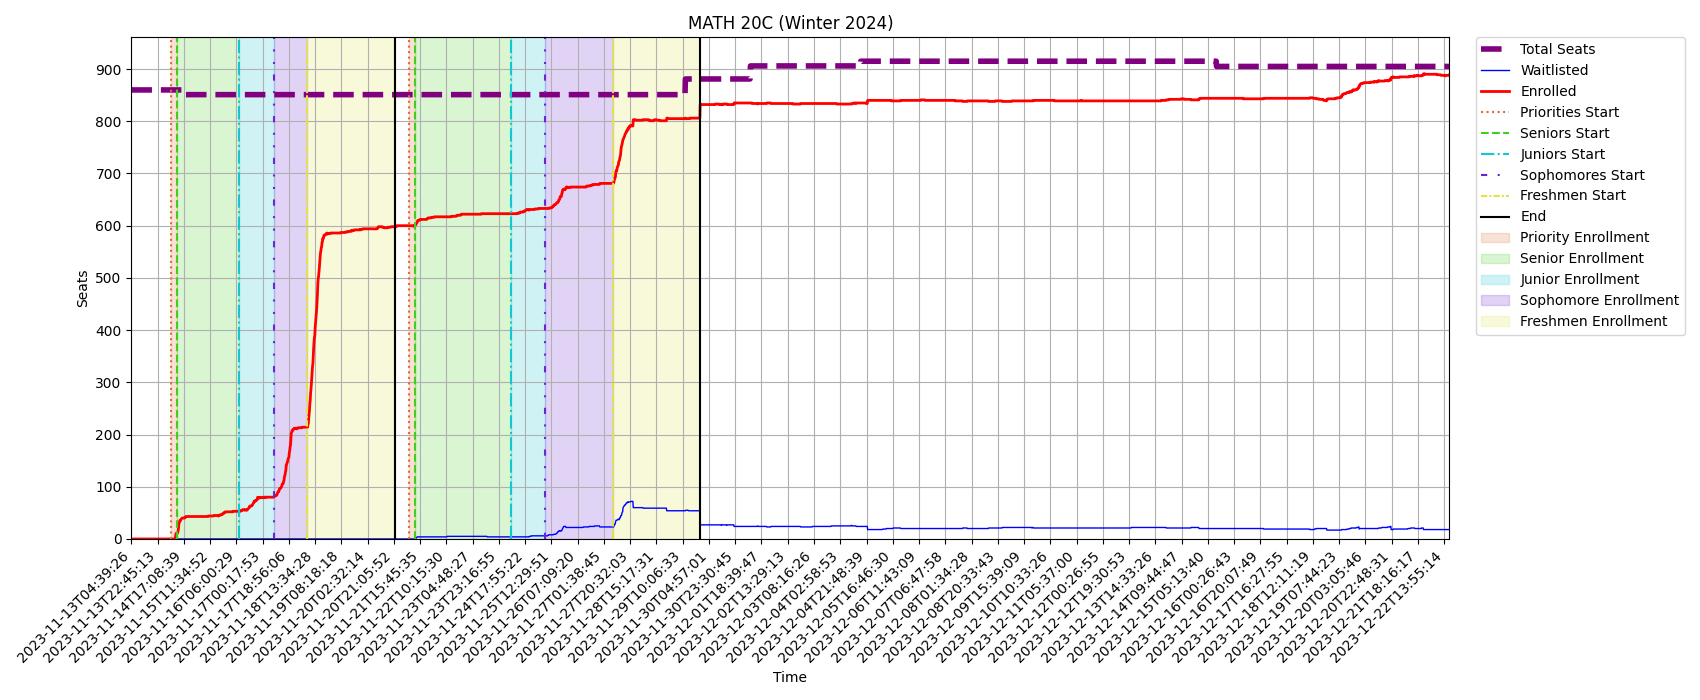 MATH 20C (Winter 2024)
Seats
900
800
700
600
500
400
300
200
100
0
2023-11-13T04:39:26
2023-11-13T22:45:13
2023-11-14T17:08:39
2023-11-15T11:34:52
2023-11-16T06:00:29
2023-11-17T00:17:53
2023-11-17T18:56:06
2023-11-18T13:34:28
2023-11-19T08:18:18
2023-11-20T02:32:14
2023-11-20T21:05:52
2023-11-21T15:45:35
2023-11-22T10:15:30
2023-11-23T04:48:27
2023-11-23T23:16:55
2023-11-24T17:55:22
2023-11-25T12:29:51
2023-11-26T07:09:20
2023-11-27T01:38:45
2023-11-27T20:32:03
2023-11-28T15:17:31
2023-11-29T10:06:33
2023-11-30T04:57:01
2023-11-30T23:30:45
2023-12-01T18:39:47
2023-12-02T13:29:13
2023-12-03T08:16:26
2023-12-04T02:58:53
2023-12-04T21:48:39
2023-12-05T16:46:30
2023-12-06T11:43:09
2023-12-07T06:47:58
2023-12-08T01:34:28
2023-12-08T20:33:43
2023-12-09T15:39:09
2023-12-10T10:33:26
2023-12-11T05:37:00
2023-12-12T00:26:55
2023-12-12T19:30:53
2023-12-13T14:33:26
2023-12-14T09:44:47
2023-12-15T05:13:40
2023-12-16T00:26:43
2023-12-16T20:07:49
2023-12-17T16:27:55
2023-12-18T12:11:19
2023-12-19T07:44:23
2023-12-20T03:23:05:46
2023-12-20T22:48:31
2023-12-21T18:16:17
2023-12-22T13:55:14
Time
Total Seats
Waitlisted
Enrolled
Priorities Start
Seniors Start
Juniors Start
Sophomores Start
Freshmen Start
End
Priority Enrollment
Senior Enrollment
Junior Enrollment
Sophomore Enrollment
Freshmen Enrollment